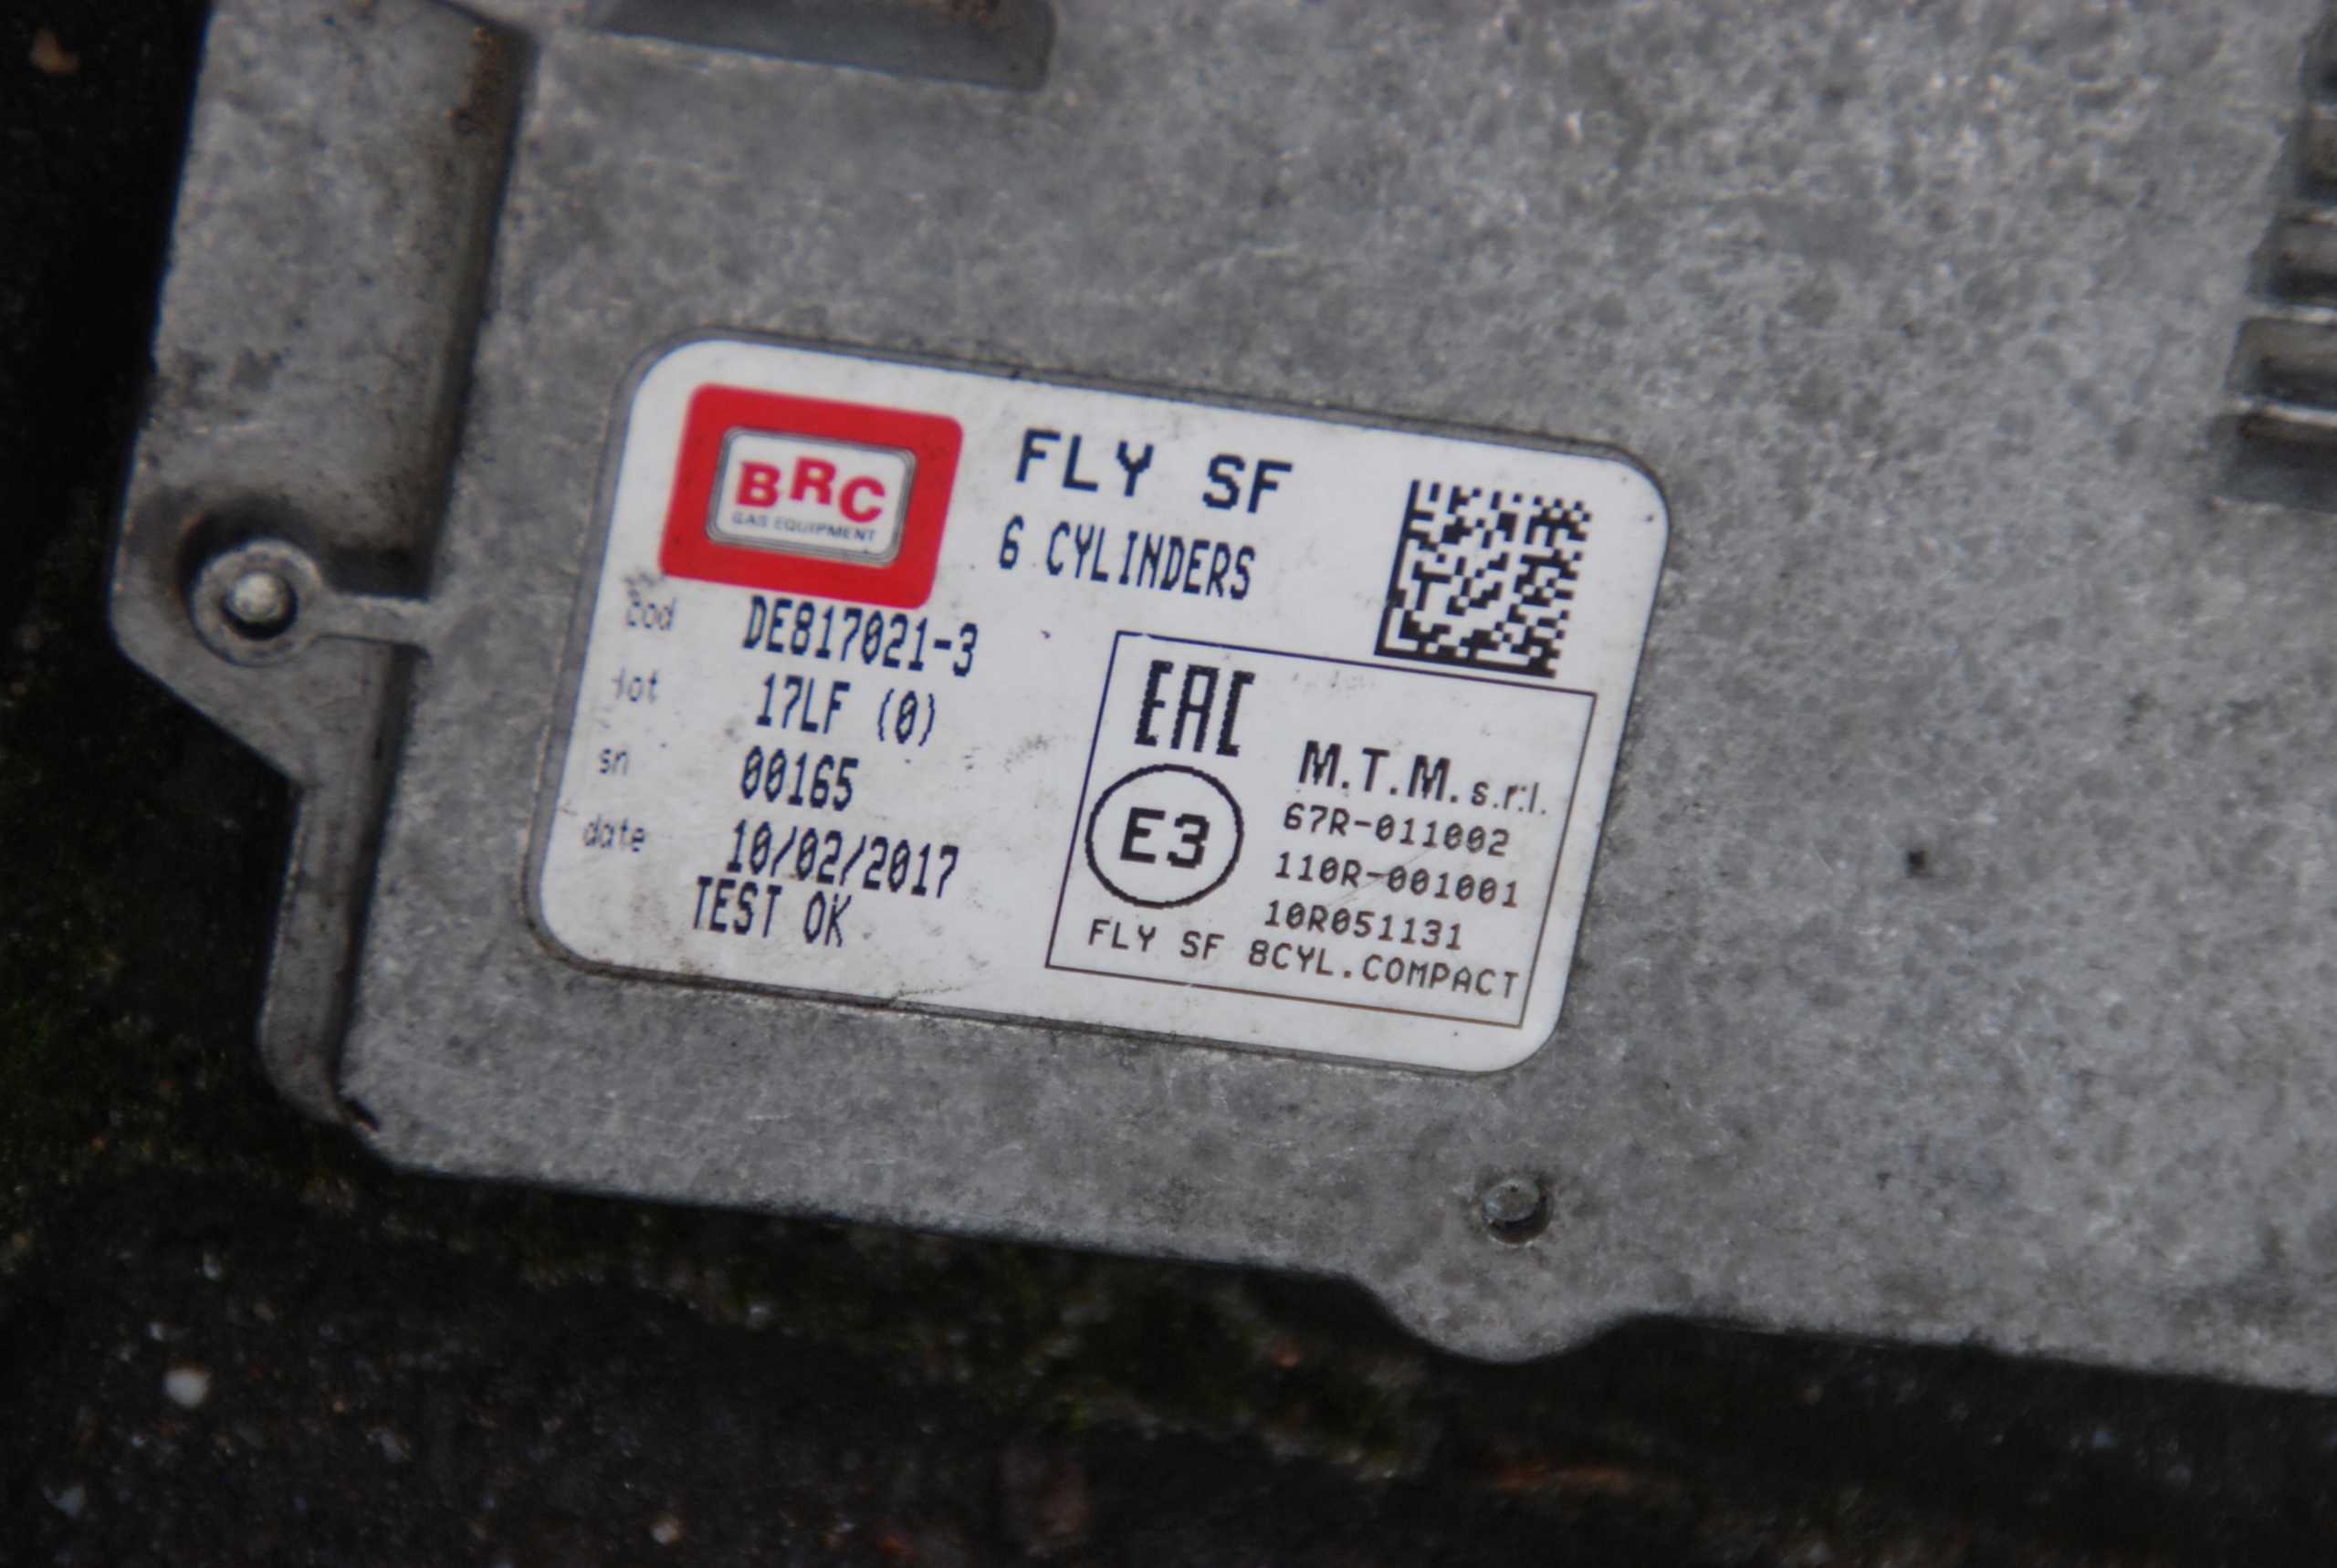 BRC
GAS EQUIPMENT
FLY SF
6 CYLINDERS
cod DE817021-3
lot 17LF (0)
sn 00165
date 10/02/2017
TEST OK
EAC
E3
M.T.M. s.r.l.
67R-011002
110R-001001
10R051131
FLY SF 8CYL.COMPACT